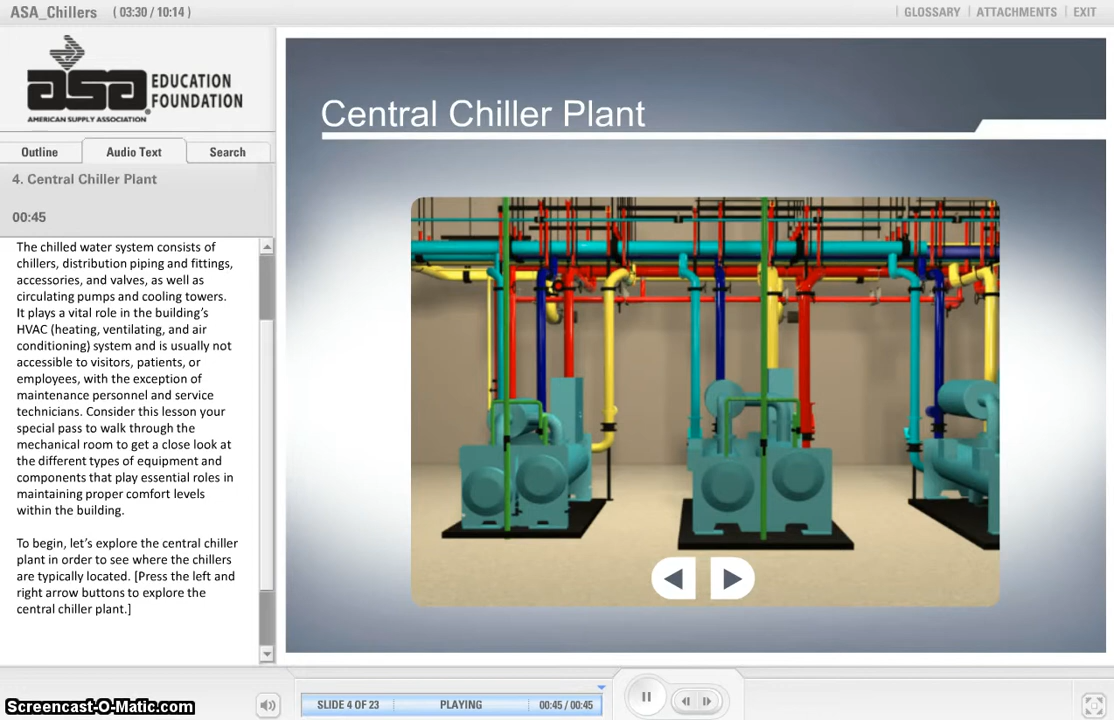 ASA_Chillers ( 03:30 / 10:14 )
GLOSSARY | ATTACHMENTS | EXIT
asa EDUCATION FOUNDATION
AMERICAN SUPPLY ASSOCIATION®
Outline
Audio Text
Search
4. Central Chiller Plant
00:45
The chilled water system consists of
chillers, distribution piping and fittings,
accessories, and valves, as well as
circulating pumps and cooling towers.
It plays a vital role in the building's
HVAC (heating, ventilating, and air
conditioning) system and is usually not
accessible to visitors, patients, or
employees, with the exception of
maintenance personnel and service
technicians. Consider this lesson your
special pass to walk through the
mechanical room to get a close look at
the different types of equipment and
components that play essential roles in
maintaining proper comfort levels
within the building.
To begin, let's explore the central chiller
plant in order to see where the chillers
are typically located. [Press the left and
right arrow buttons to explore the
central chiller plant.]
Central Chiller Plant
Screencast-O-Matic.com
SLIDE 4 OF 23
PLAYING
00:45 / 00:45